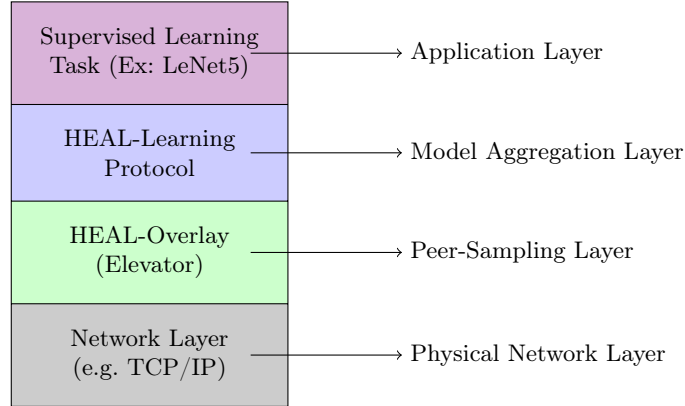 Supervised Learning
Task (Ex: LeNet5)
Application Layer
HEAL-Learning
Protocol
Model Aggregation Layer
HEAL-Overlay
(Elevator)
Peer-Sampling Layer
Network Layer
(e.g. TCP/IP)
Physical Network Layer